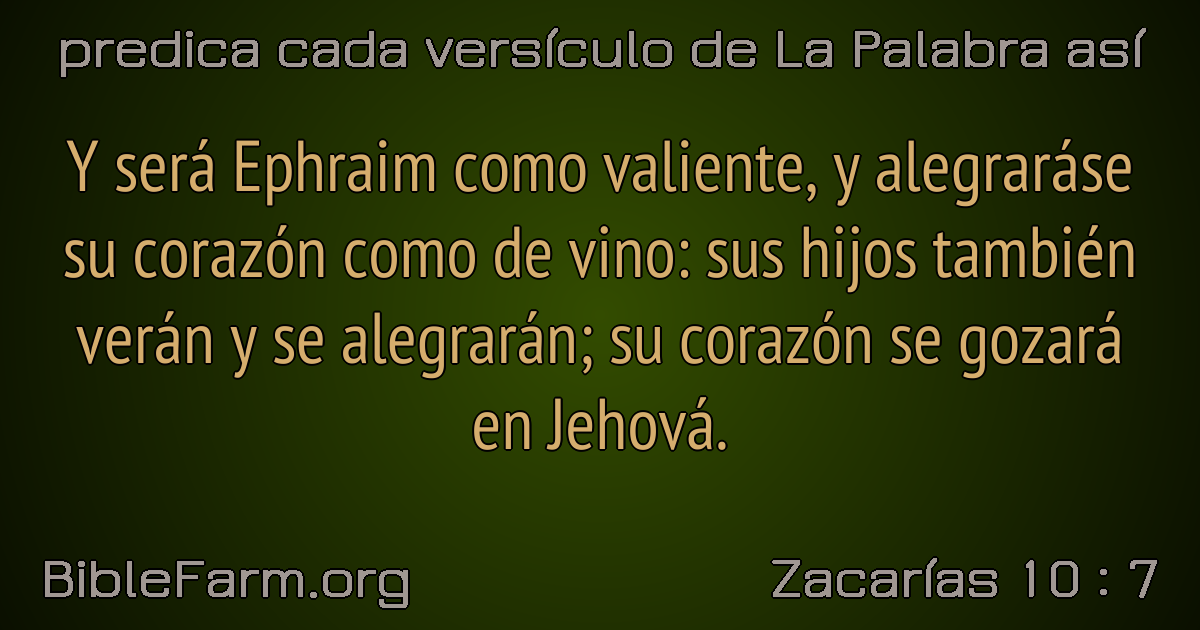 predica cada versículo de La Palabra así
Y será Ephraim como valiente, y alegraráse
su corazón como de vino: sus hijos también
verán y se alegrarán; su corazón se gozará
en Jehová.
BibleFarm.org
Zacarías 10 : 7